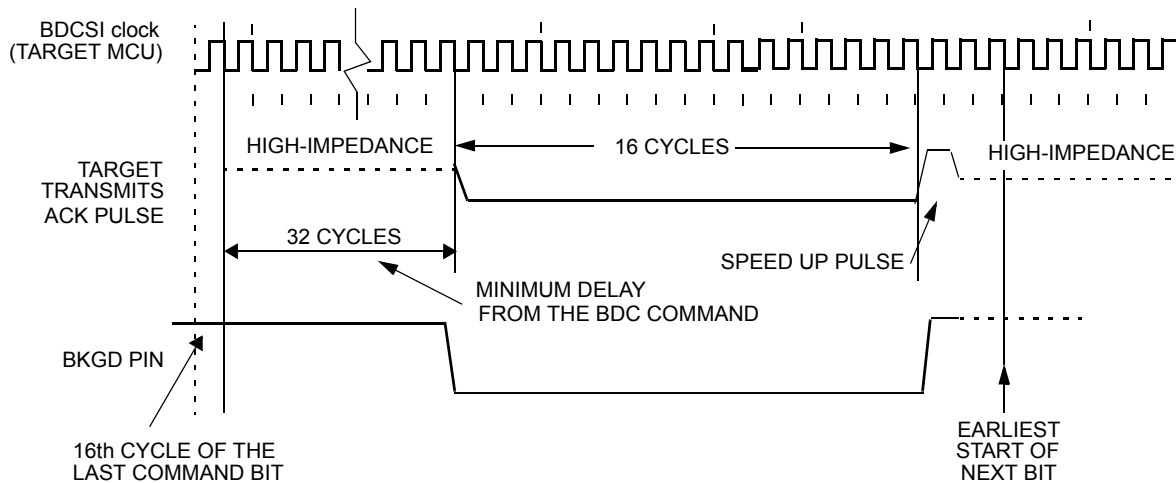 BDCSI clock
(TARGET MCU)
HIGH-IMPEDANCE
16 CYCLES
HIGH-IMPEDANCE
TARGET
TRANSMITS
ACK PULSE
32 CYCLES
SPEED UP PULSE
MINIMUM DELAY
FROM THE BDC COMMAND
BKGD PIN
16th CYCLE OF THE
LAST COMMAND BIT
EARLIEST
START OF
NEXT BIT